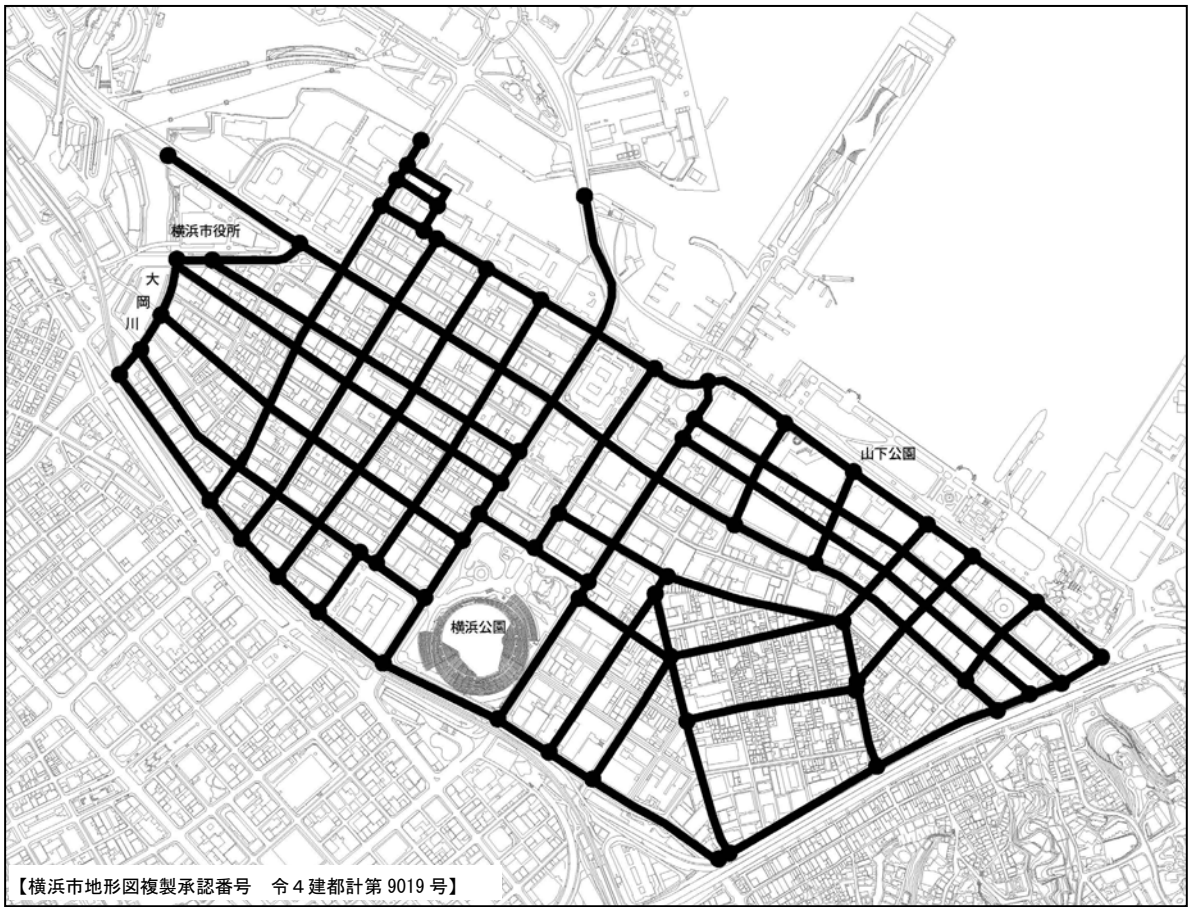 横浜市役所
大
岡
川
山下公園
横浜公園
【横浜市地形図複製承認番号　令４建都計第 9019 号】